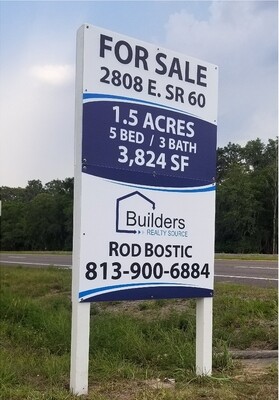 FOR SALE
2808 E. SR 60
1.5 ACRES
5 BED / 3 BATH
3,824 SF
Builders
REALTY SOURCE
ROD BOSTIC
813-900-6884